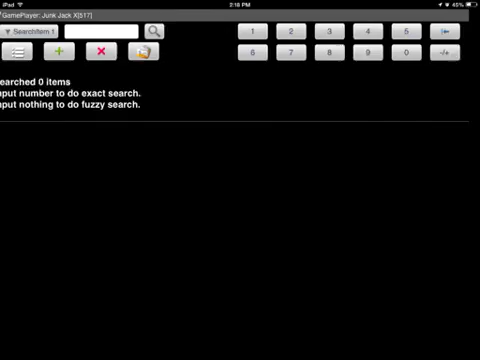 iPad 2:18 PM 45%
GamePlayer: Junk Jack X[517]
SearchItem 1 1 2 3 4 5
6 7 8 9 0 -/+
earched 0 items
nput number to do exact search.
nput nothing to do fuzzy search.